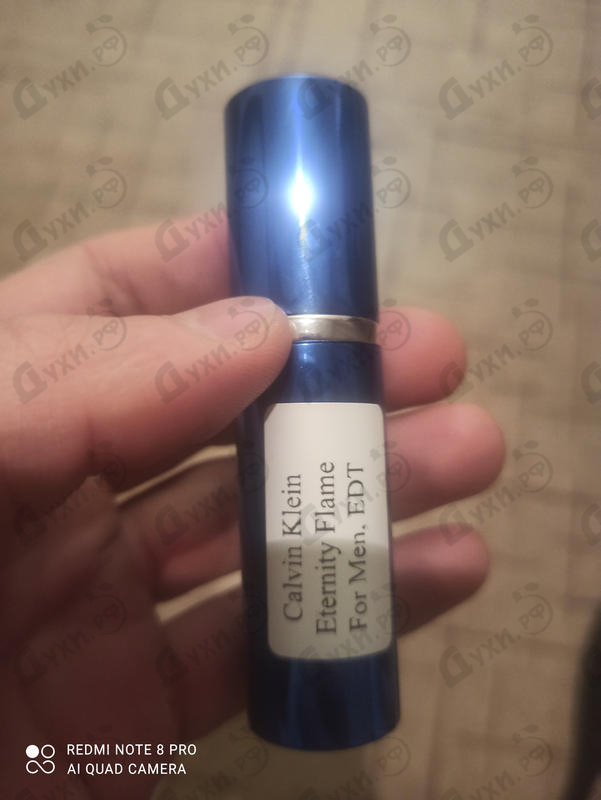 Calvin Klein
Eternity Flame
For Men, EDT
REDMI NOTE 8 PRO
AI QUAD CAMERA
Духи.РФ